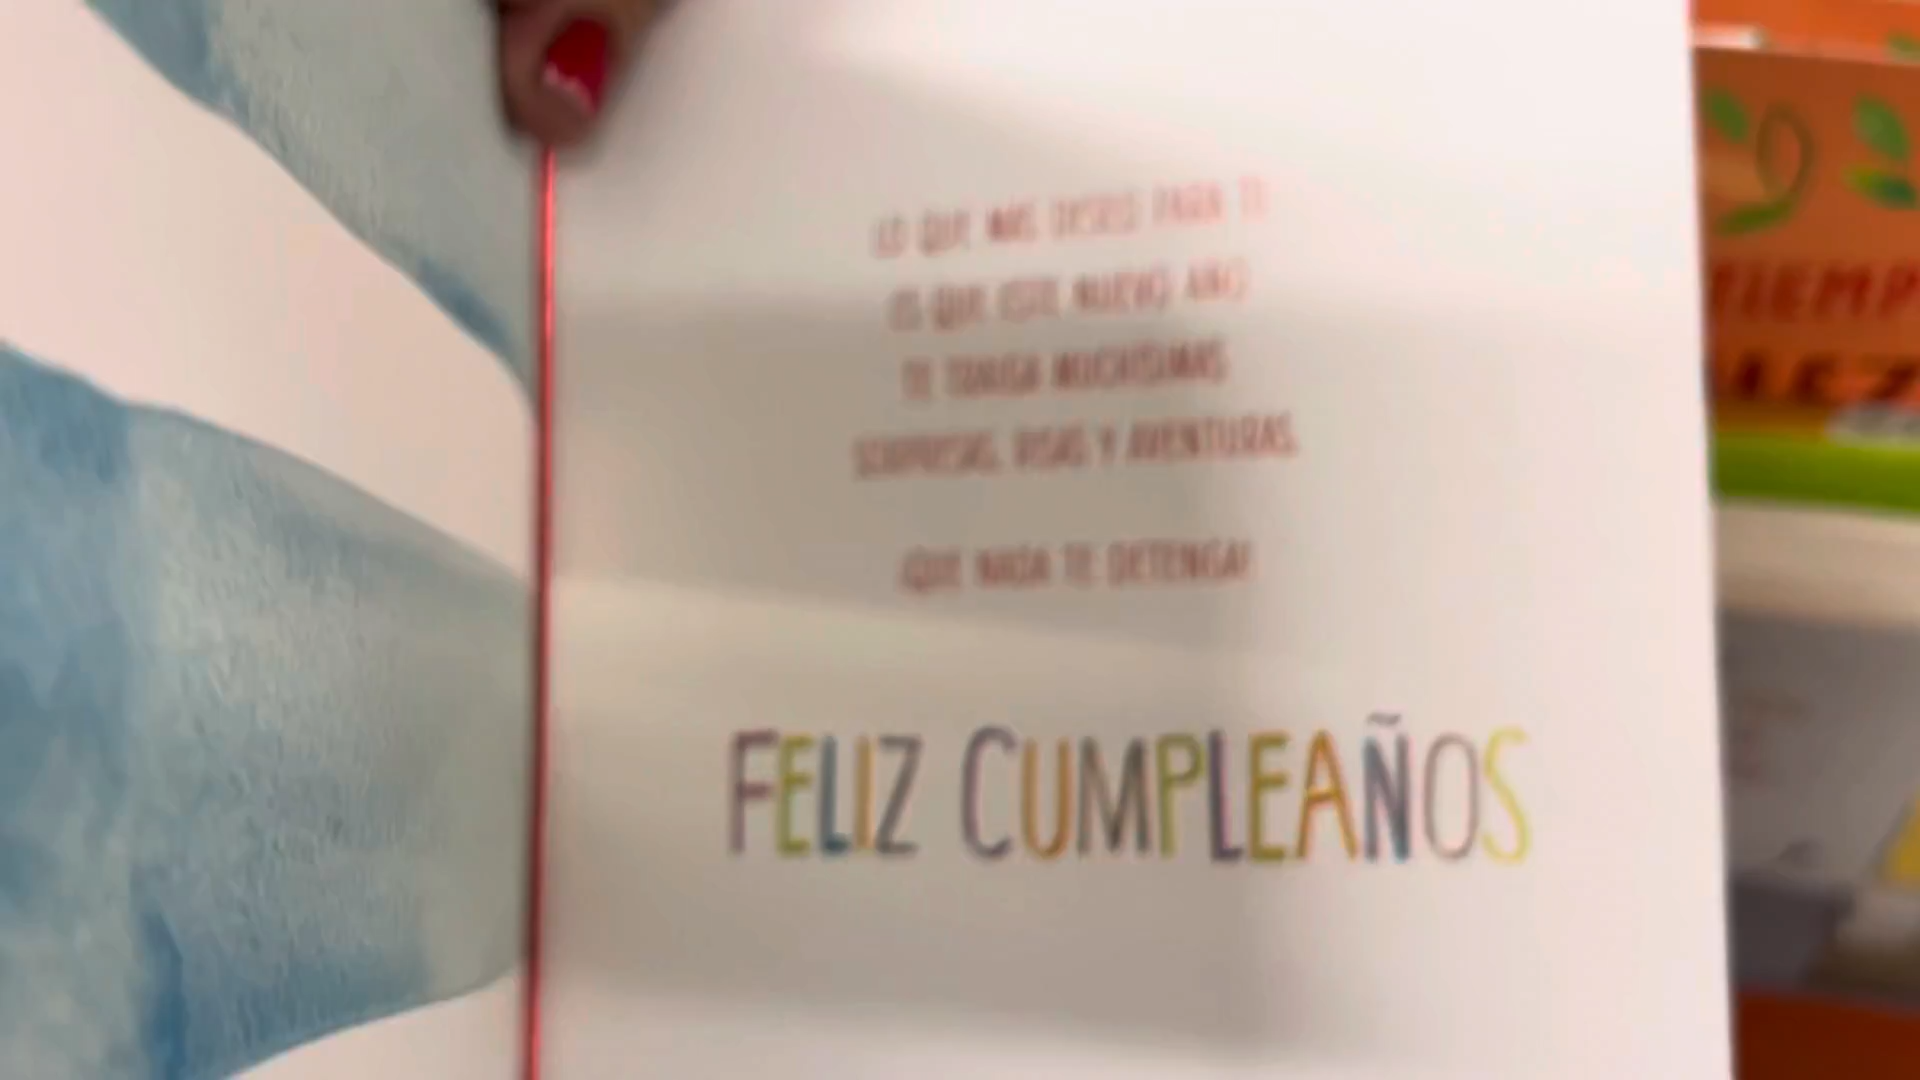 LO QUE MÁS DESEO PARA TI
ES QUE ESTE NUEVO AÑO
TE TRAIGA MUCHÍSIMAS
SORPRESAS, RISAS Y AVENTURAS.
¡QUE NADA TE DETENGA!
FELIZ CUMPLEAÑOS